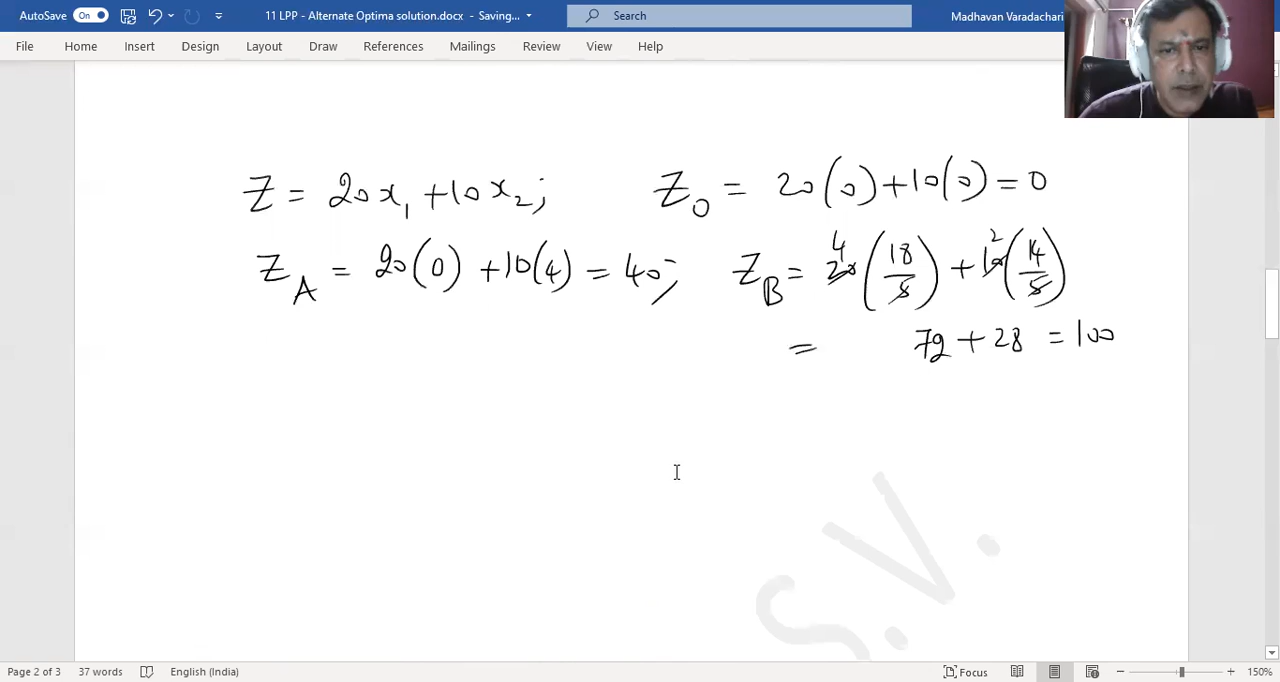 AutoSave On 11 LPP - Alternate Optima solution.docx - Saving... Search Madhavan Varadachari
File Home Insert Design Layout References Mailings Review View Help
Z = 20x₁ + 10x₂; Z₀ = 20(0) + 10(0) = 0
Z_A = 20(0) + 10(4) = 40; Z_B = 20 4 (18/5) + 10 2 (14/5)
= 72 + 28 = 100
S.V.
Page 2 of 3 37 words English (India) Focus 150%